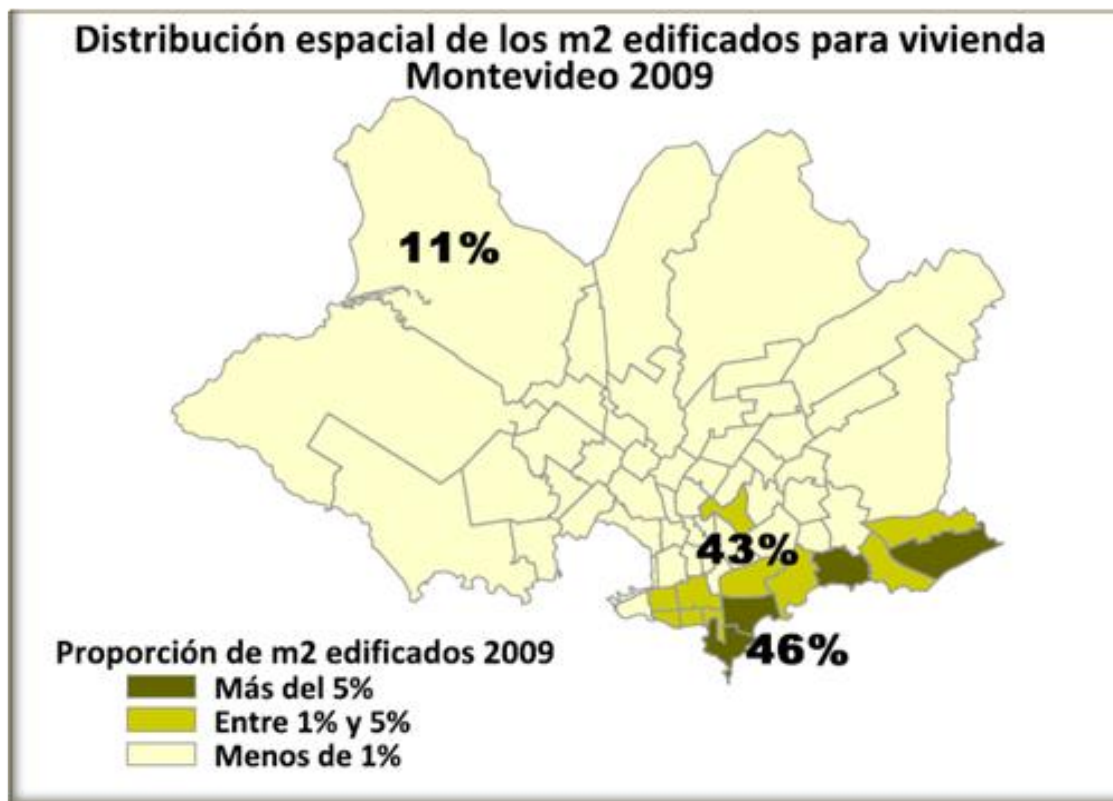 Distribución espacial de los m2 edificados para vivienda
Montevideo 2009
11%
43%
46%
Proporción de m2 edificados 2009
Más del 5%
Entre 1% y 5%
Menos de 1%